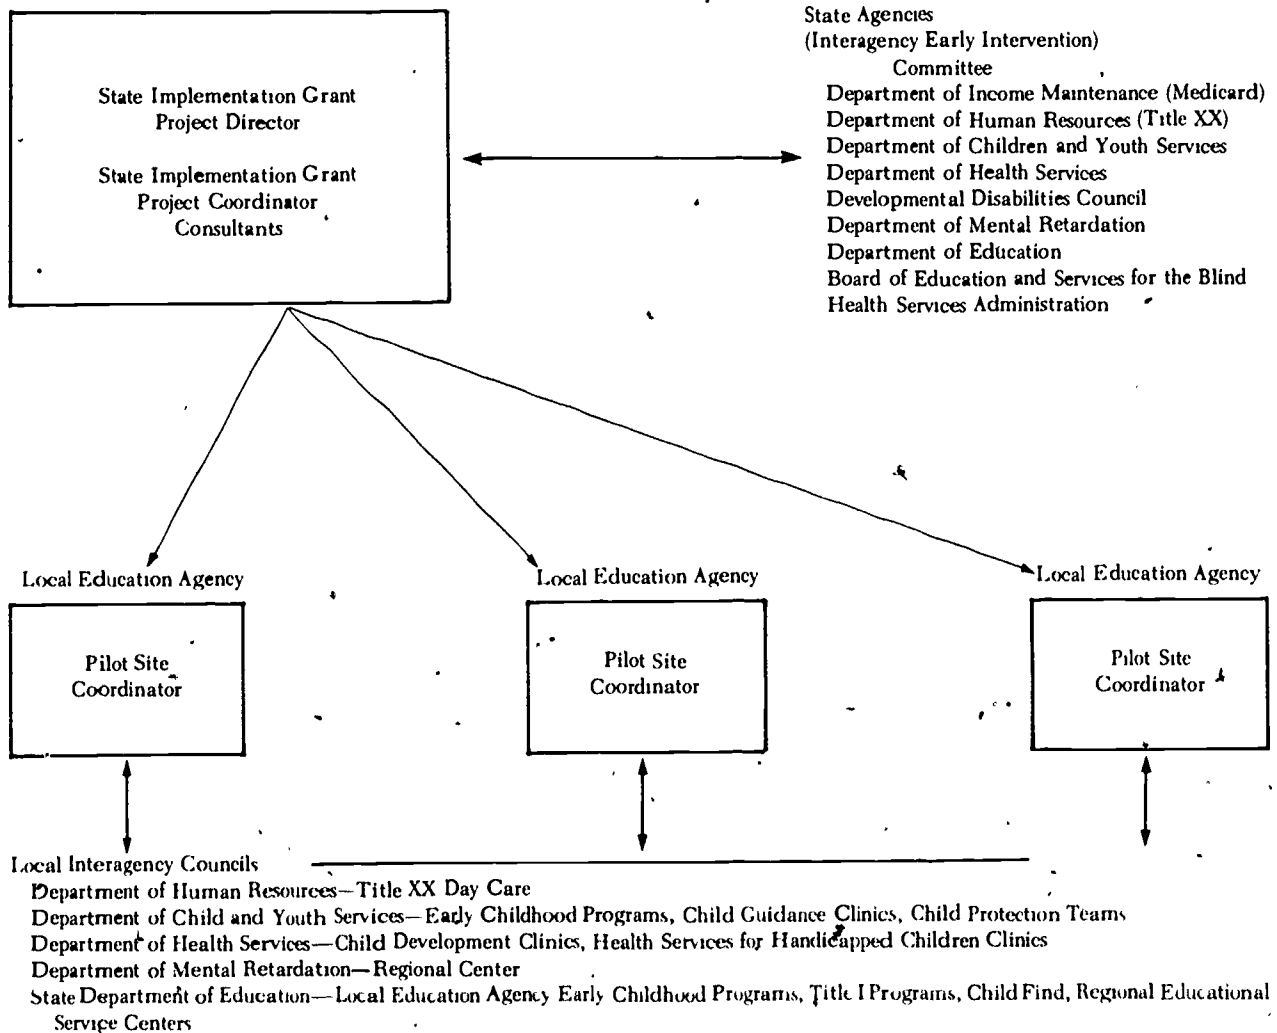 State Implementation Grant
Project Director
State Implementation Grant
Project Coordinator
Consultants
State Agencies
(Interagency Early Intervention)
Committee
Department of Income Maintenance (Medicard)
Department of Human Resources (Title XX)
Department of Children and Youth Services
Department of Health Services
Developmental Disabilities Council
Department of Mental Retardation
Department of Education
Board of Education and Services for the Blind
Health Services Administration
Local Education Agency
Pilot Site
Coordinator
Local Education Agency
Pilot Site
Coordinator
Local Education Agency
Pilot Site
Coordinator
Local Interagency Councils
Department of Human Resources—Title XX Day Care
Department of Child and Youth Services—Early Childhood Programs, Child Guidance Clinics, Child Protection Teams
Department of Health Services—Child Development Clinics, Health Services for Handicapped Children Clinics
Department of Mental Retardation—Regional Center
State Department of Education—Local Education Agency Early Childhood Programs, Title I Programs, Child Find, Regional Educational
Service Centers